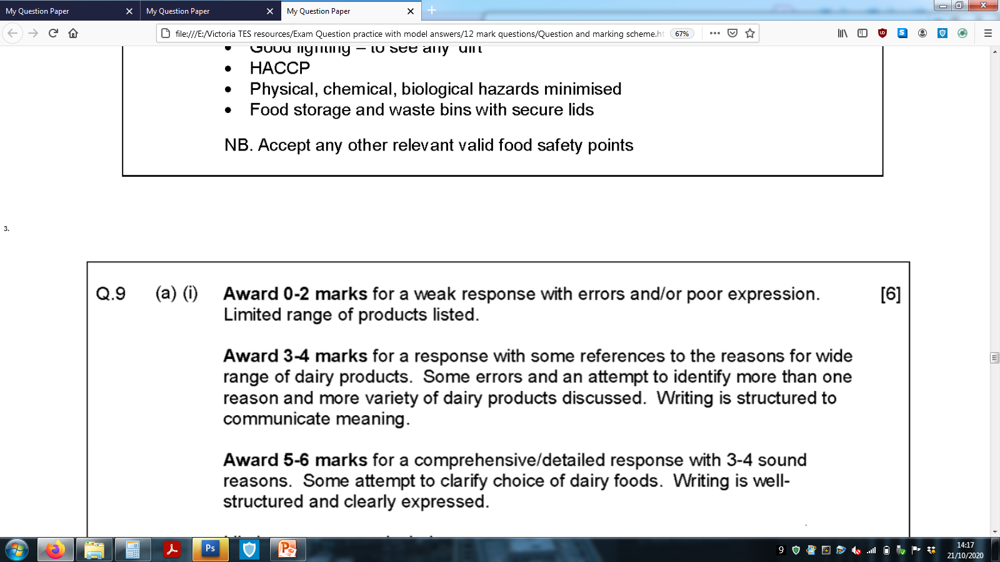 My Question Paper
My Question Paper
My Question Paper
file:///E:/Victoria TES resources/Exam Question practice with model answers/12 mark questions/Question and marking scheme.ht
67%
Good lighting – to see any dirt
HACCP
Physical, chemical, biological hazards minimised
Food storage and waste bins with secure lids
NB. Accept any other relevant valid food safety points
3.
Q.9 (a) (i) Award 0-2 marks for a weak response with errors and/or poor expression. [6]
Limited range of products listed.
Award 3-4 marks for a response with some references to the reasons for wide
range of dairy products. Some errors and an attempt to identify more than one
reason and more variety of dairy products discussed. Writing is structured to
communicate meaning.
Award 5-6 marks for a comprehensive/detailed response with 3-4 sound
reasons. Some attempt to clarify choice of dairy foods. Writing is well-
structured and clearly expressed.
Ps
9
14:17
21/10/2020